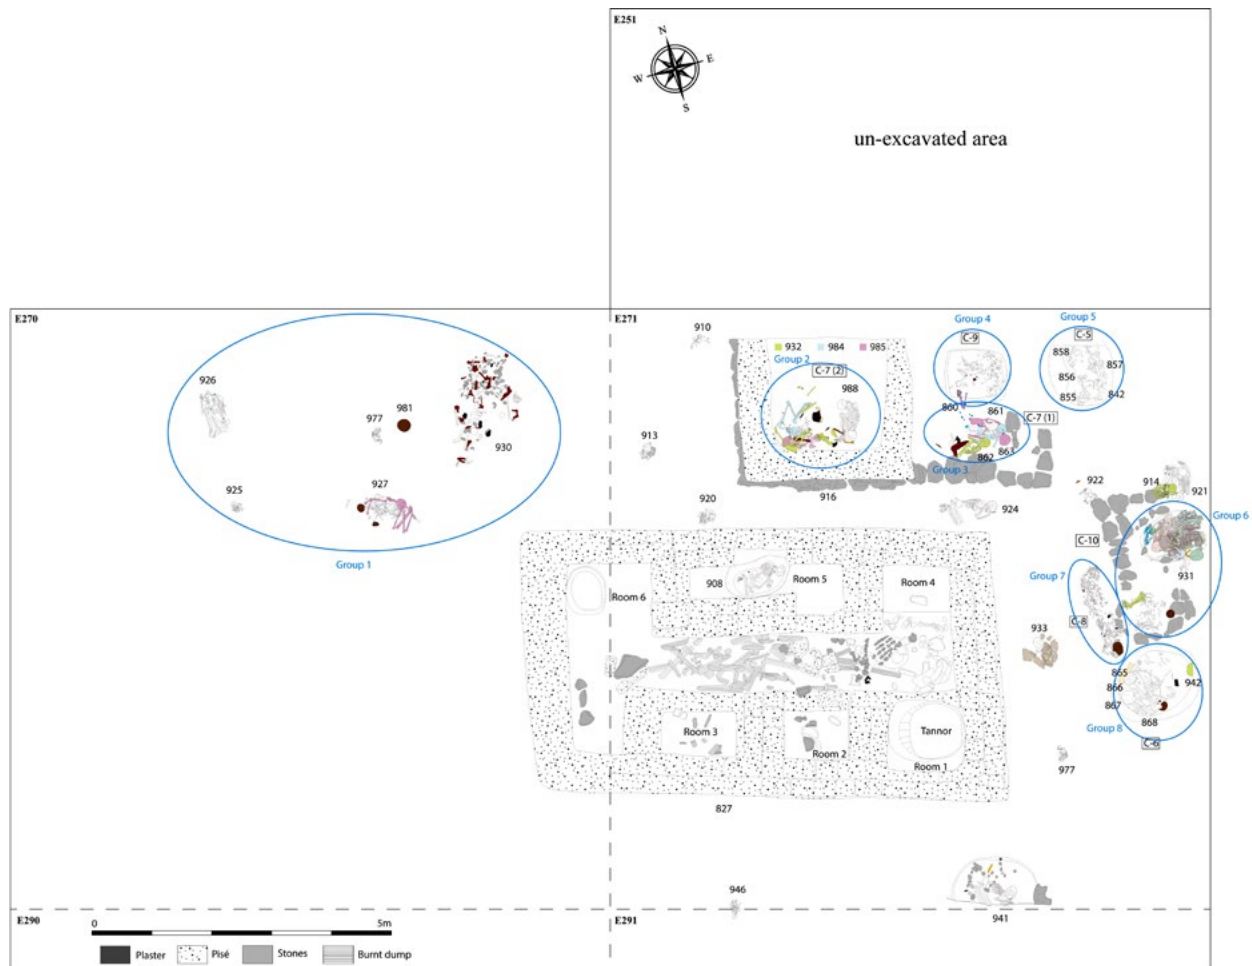 E251
N
W E
S
un-excavated area
E270
E271
Group 4
Group 5
910
C-9
C-5
932 984 985
Group 2
858
857
C-7 (2)
856
926
988
855 842
981
860 861
977
C-7 (1)
930
913
862 863
Group 3
927
922 914 921
925
916
920
924
Group 6
C-10
Group 1
931
Group 7
908 Room 5 Room 4
Room 6
C-8
933
865
866
942
867
868
Group 8
C-6
Room 3
Tannor
Room 2
977
Room 1
827
946
941
E290
E291
0 5m
Plaster Pisé Stones Burnt dump